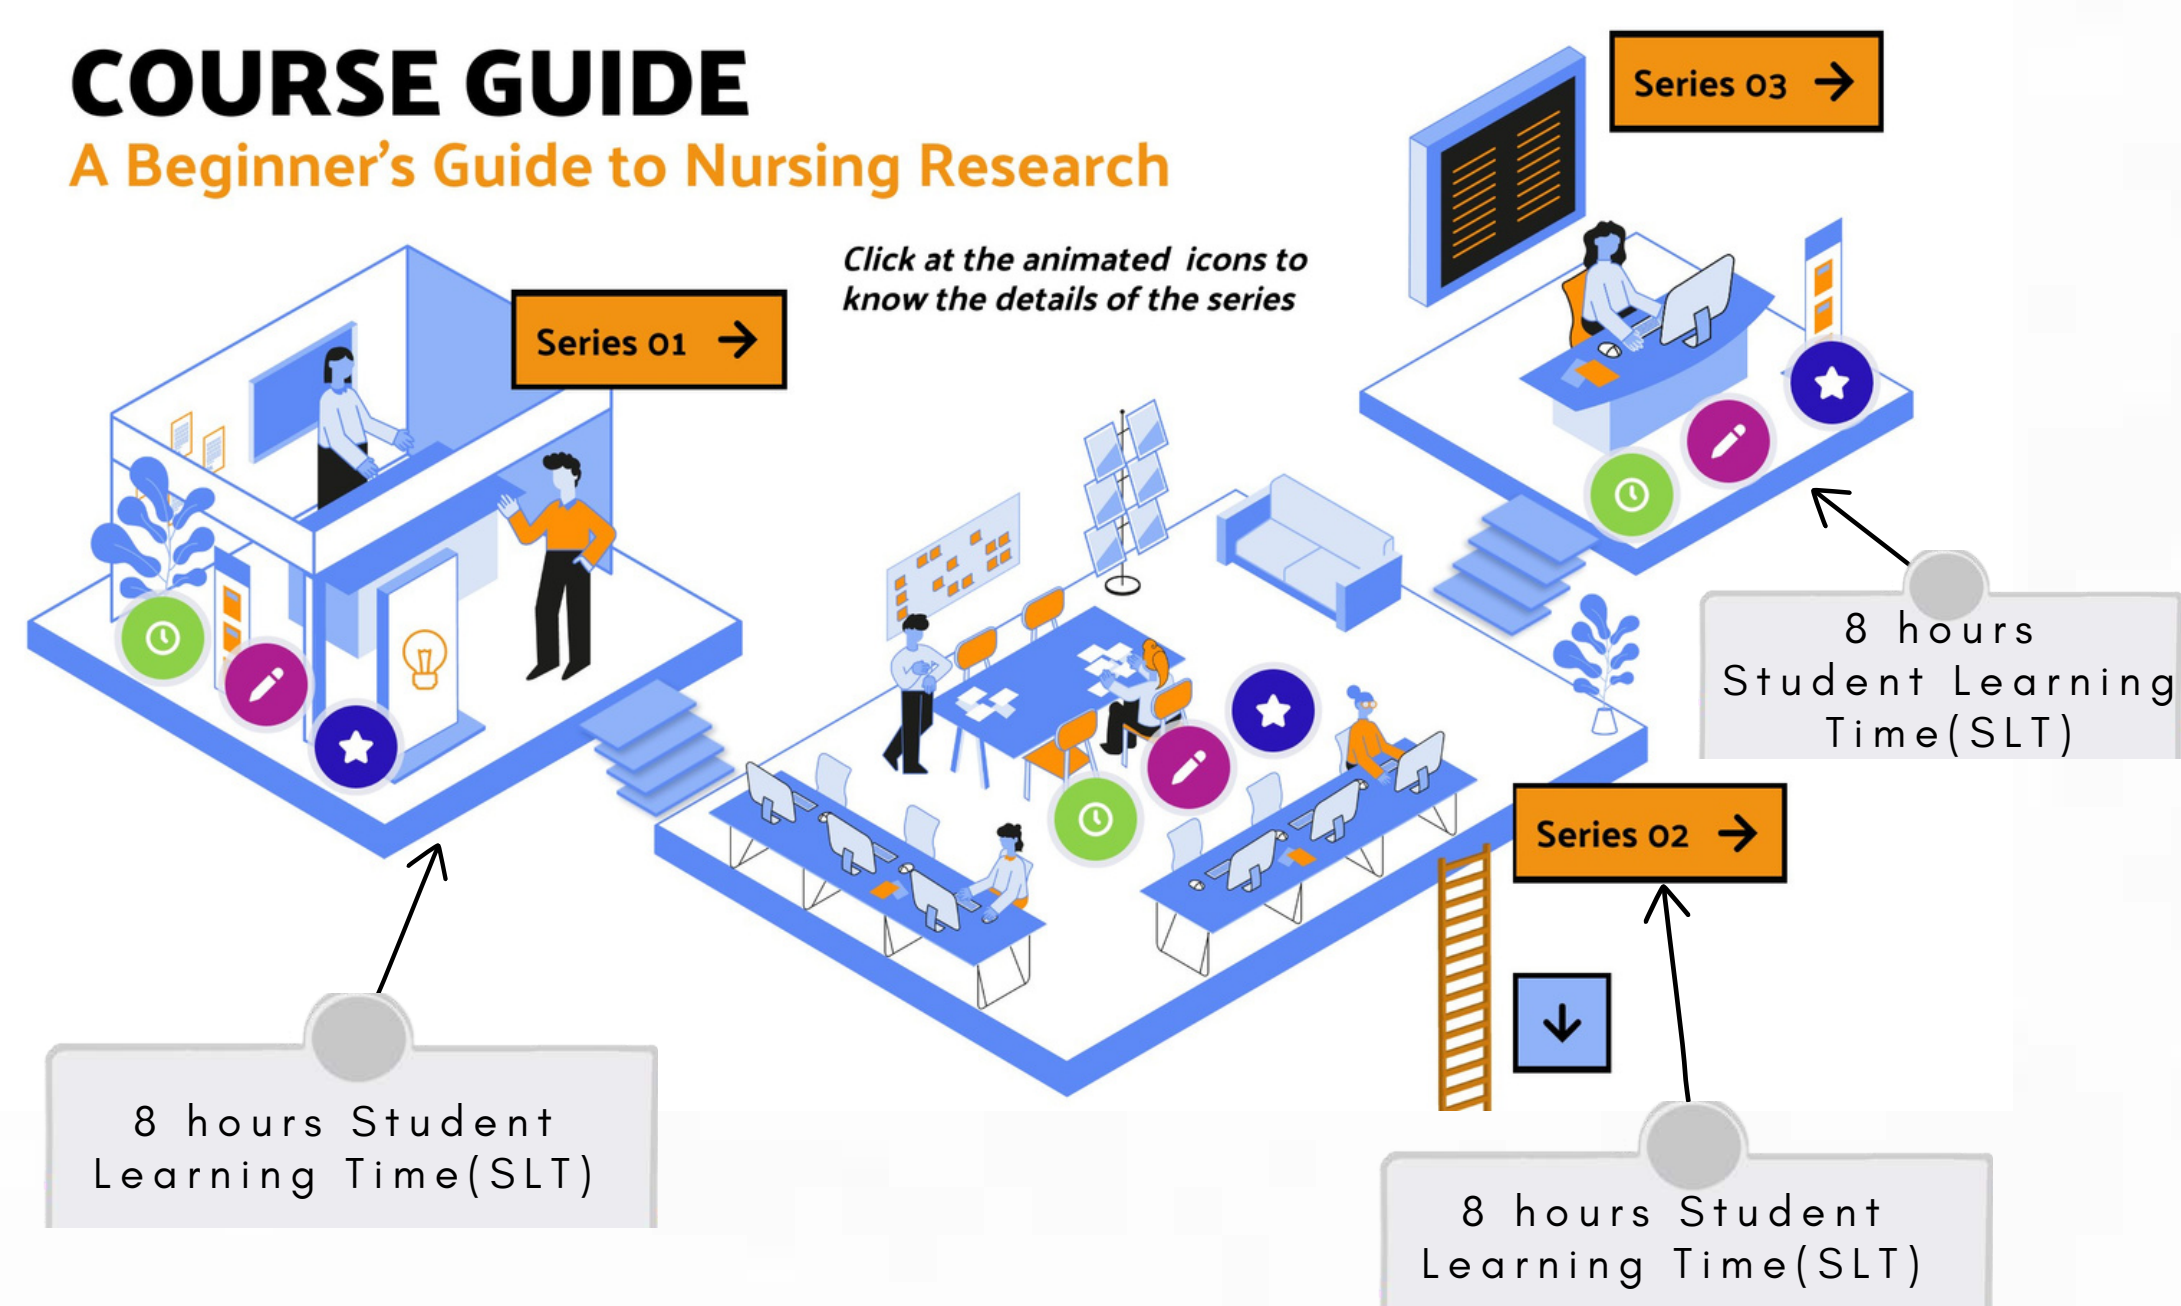 COURSE GUIDE
A Beginner's Guide to Nursing Research
Series 03
Click at the animated icons to
know the details of the series
Series 01
8 hours
Student Learning
Time(SLT)
Series 02
8 hours Student
Learning Time(SLT)
8 hours Student
Learning Time(SLT)